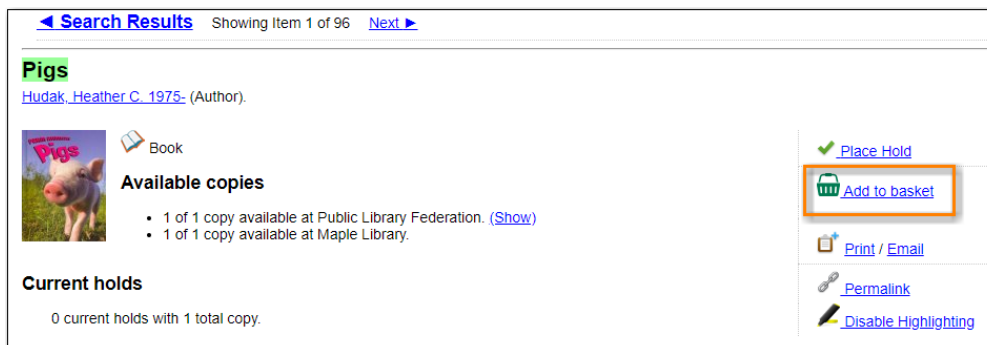 ◄ Search Results Showing Item 1 of 96 Next ►
Pigs
Hudak, Heather C. 1975- (Author).
Pigs
Book
Available copies
• 1 of 1 copy available at Public Library Federation. (Show)
• 1 of 1 copy available at Maple Library.
Current holds
0 current holds with 1 total copy.
Place Hold
Add to basket
Print / Email
Permalink
Disable Highlighting